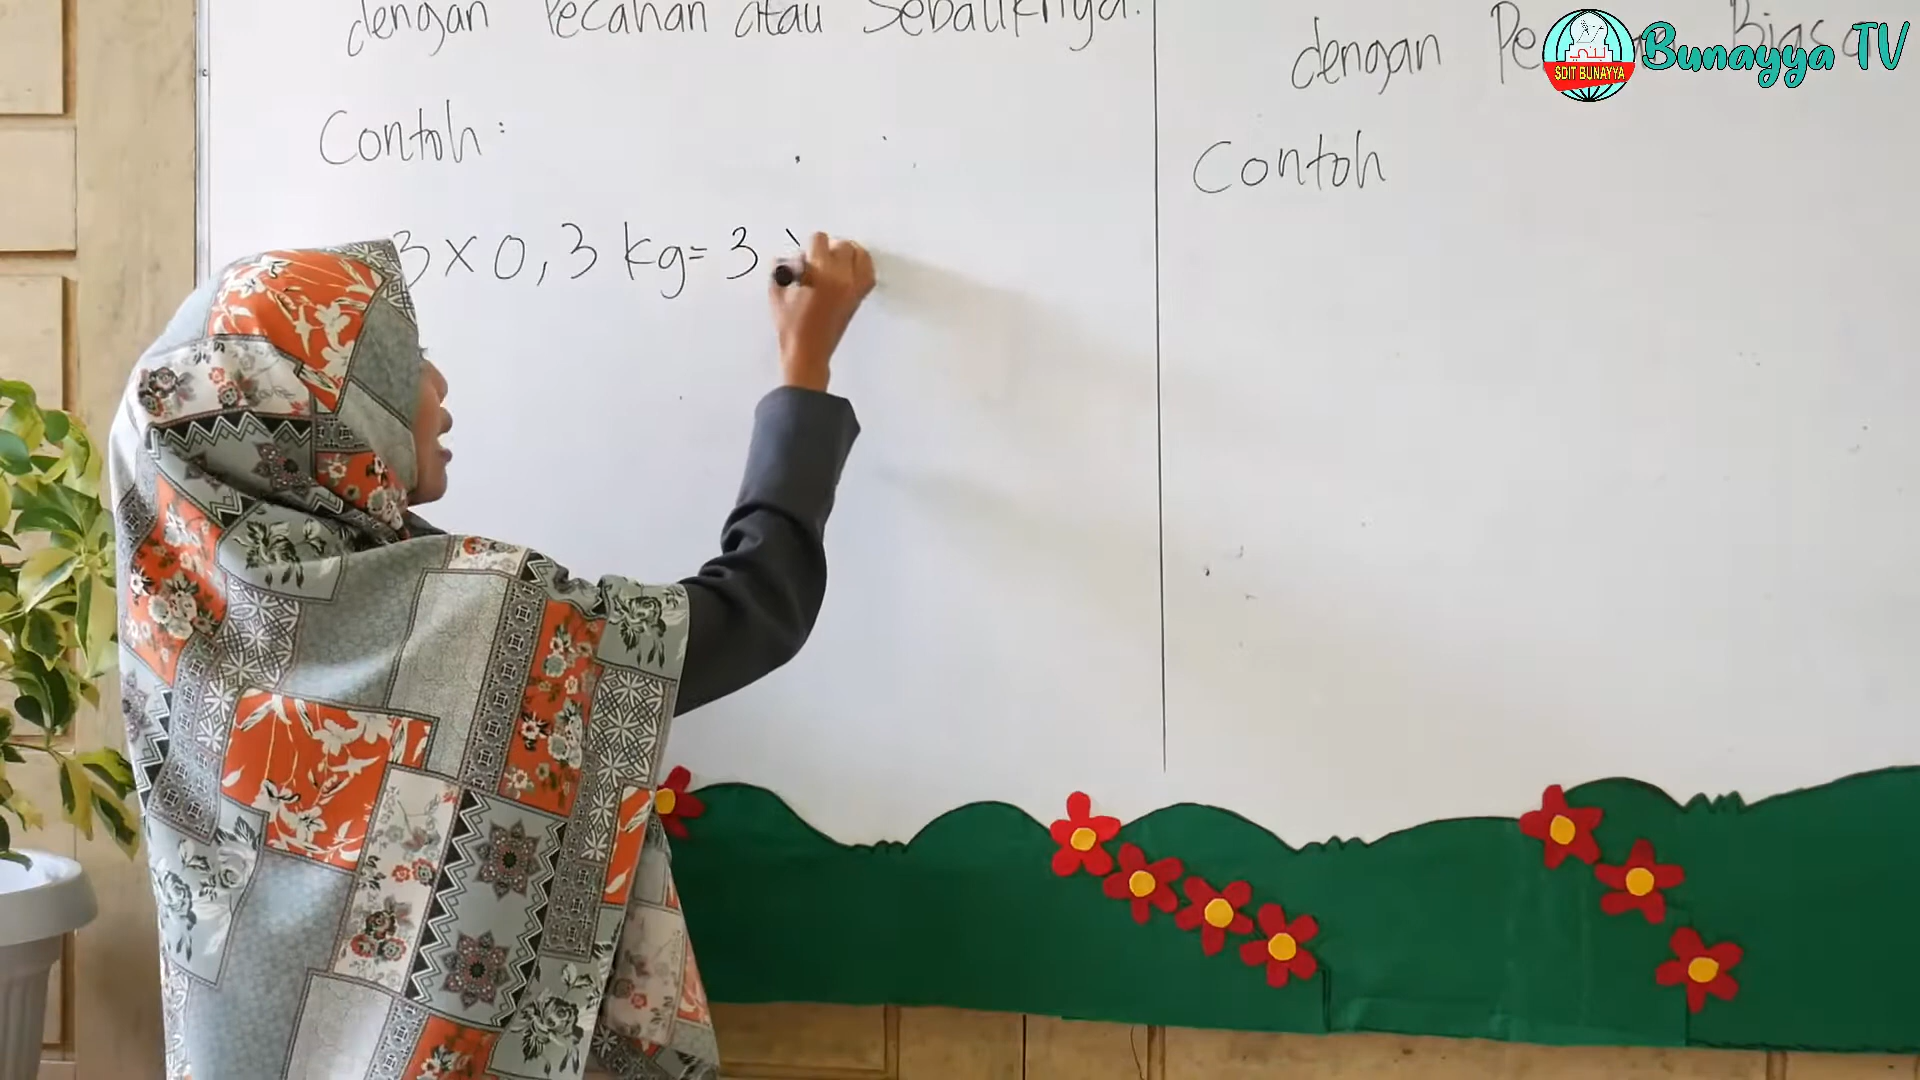 dengan Pecahan atau Sebaliknya.
Contoh :
3 x 0,3 kg = 3
dengan
Contoh
SDIT BUNAYYA
Bunayya TV